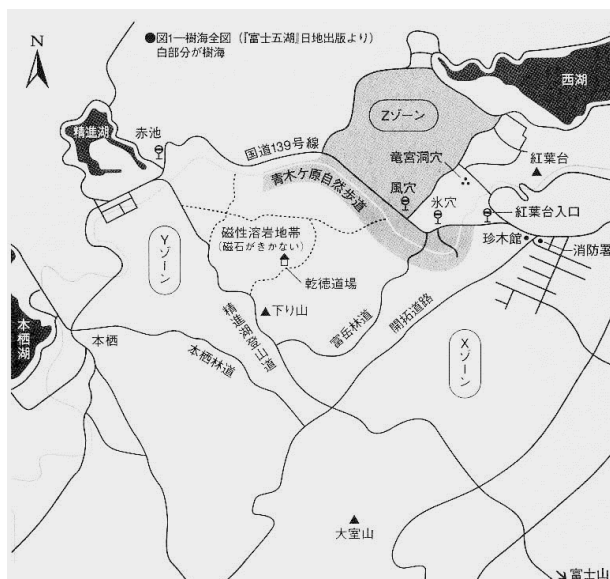 N
●図1―樹海全図(『富士五湖』日地出版より)
白部分が樹海
西湖
Zゾーン
精進湖
赤池
国道139号線
竜宮洞穴
紅葉台
青木ケ原自然歩道
風穴
氷穴
紅葉台入口
磁性溶岩地帯
(磁石がきかない)
珍木館
消防署
Yゾーン
乾徳道場
下り山
精進湖登山道
富岳林道
開拓道路
Xゾーン
本栖湖
本栖
本栖林道
大室山
富士山